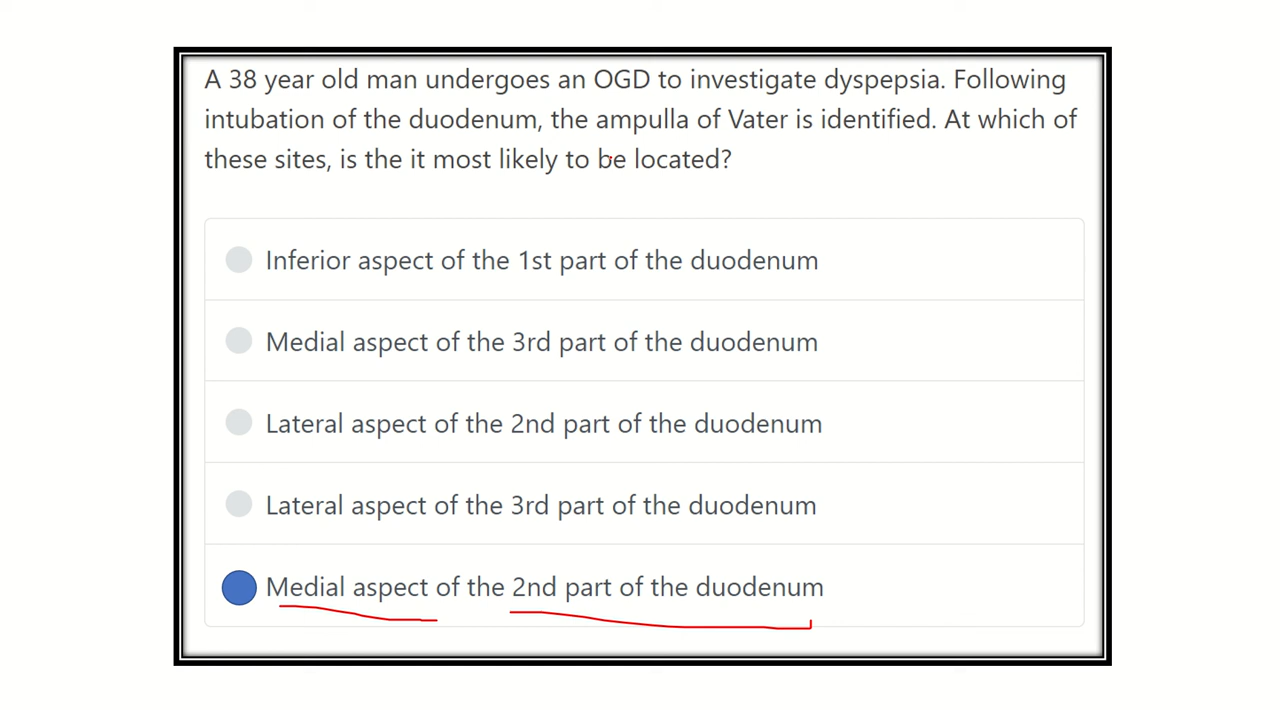 A 38 year old man undergoes an OGD to investigate dyspepsia. Following
intubation of the duodenum, the ampulla of Vater is identified. At which of
these sites, is the it most likely to be located?
Inferior aspect of the 1st part of the duodenum
Medial aspect of the 3rd part of the duodenum
Lateral aspect of the 2nd part of the duodenum
Lateral aspect of the 3rd part of the duodenum
Medial aspect of the 2nd part of the duodenum